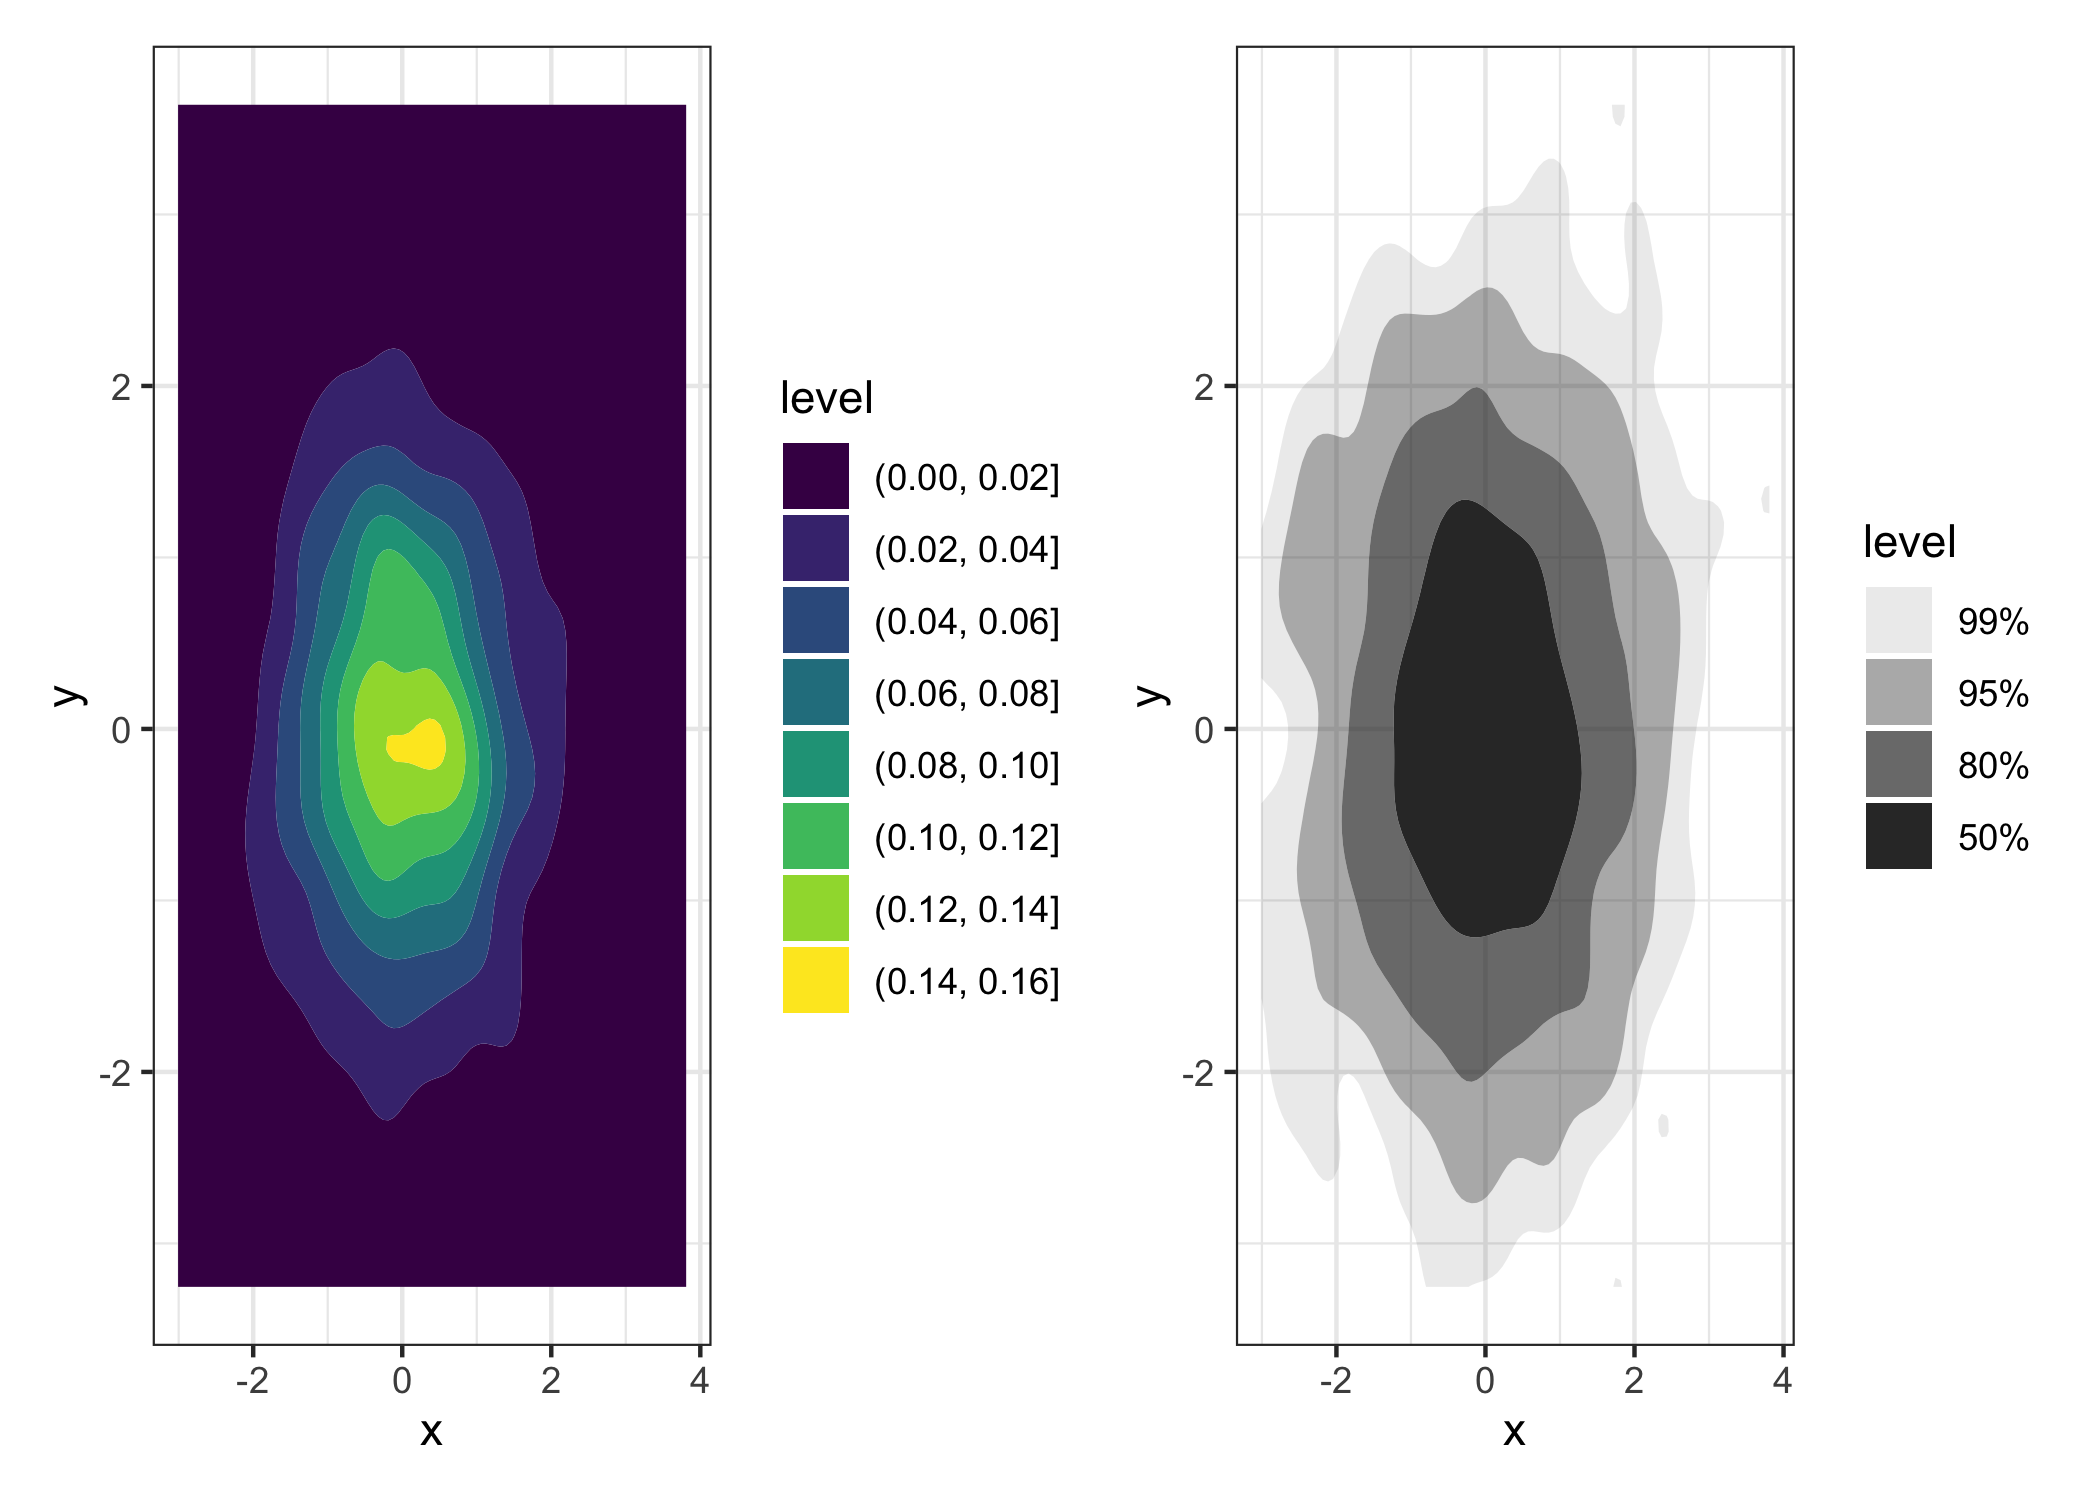 y
2
0
-2
-2 0 2 4
x
level
(0.00, 0.02]
(0.02, 0.04]
(0.04, 0.06]
(0.06, 0.08]
(0.08, 0.10]
(0.10, 0.12]
(0.12, 0.14]
(0.14, 0.16]
y
2
0
-2
-2 0 2 4
x
level
99%
95%
80%
50%